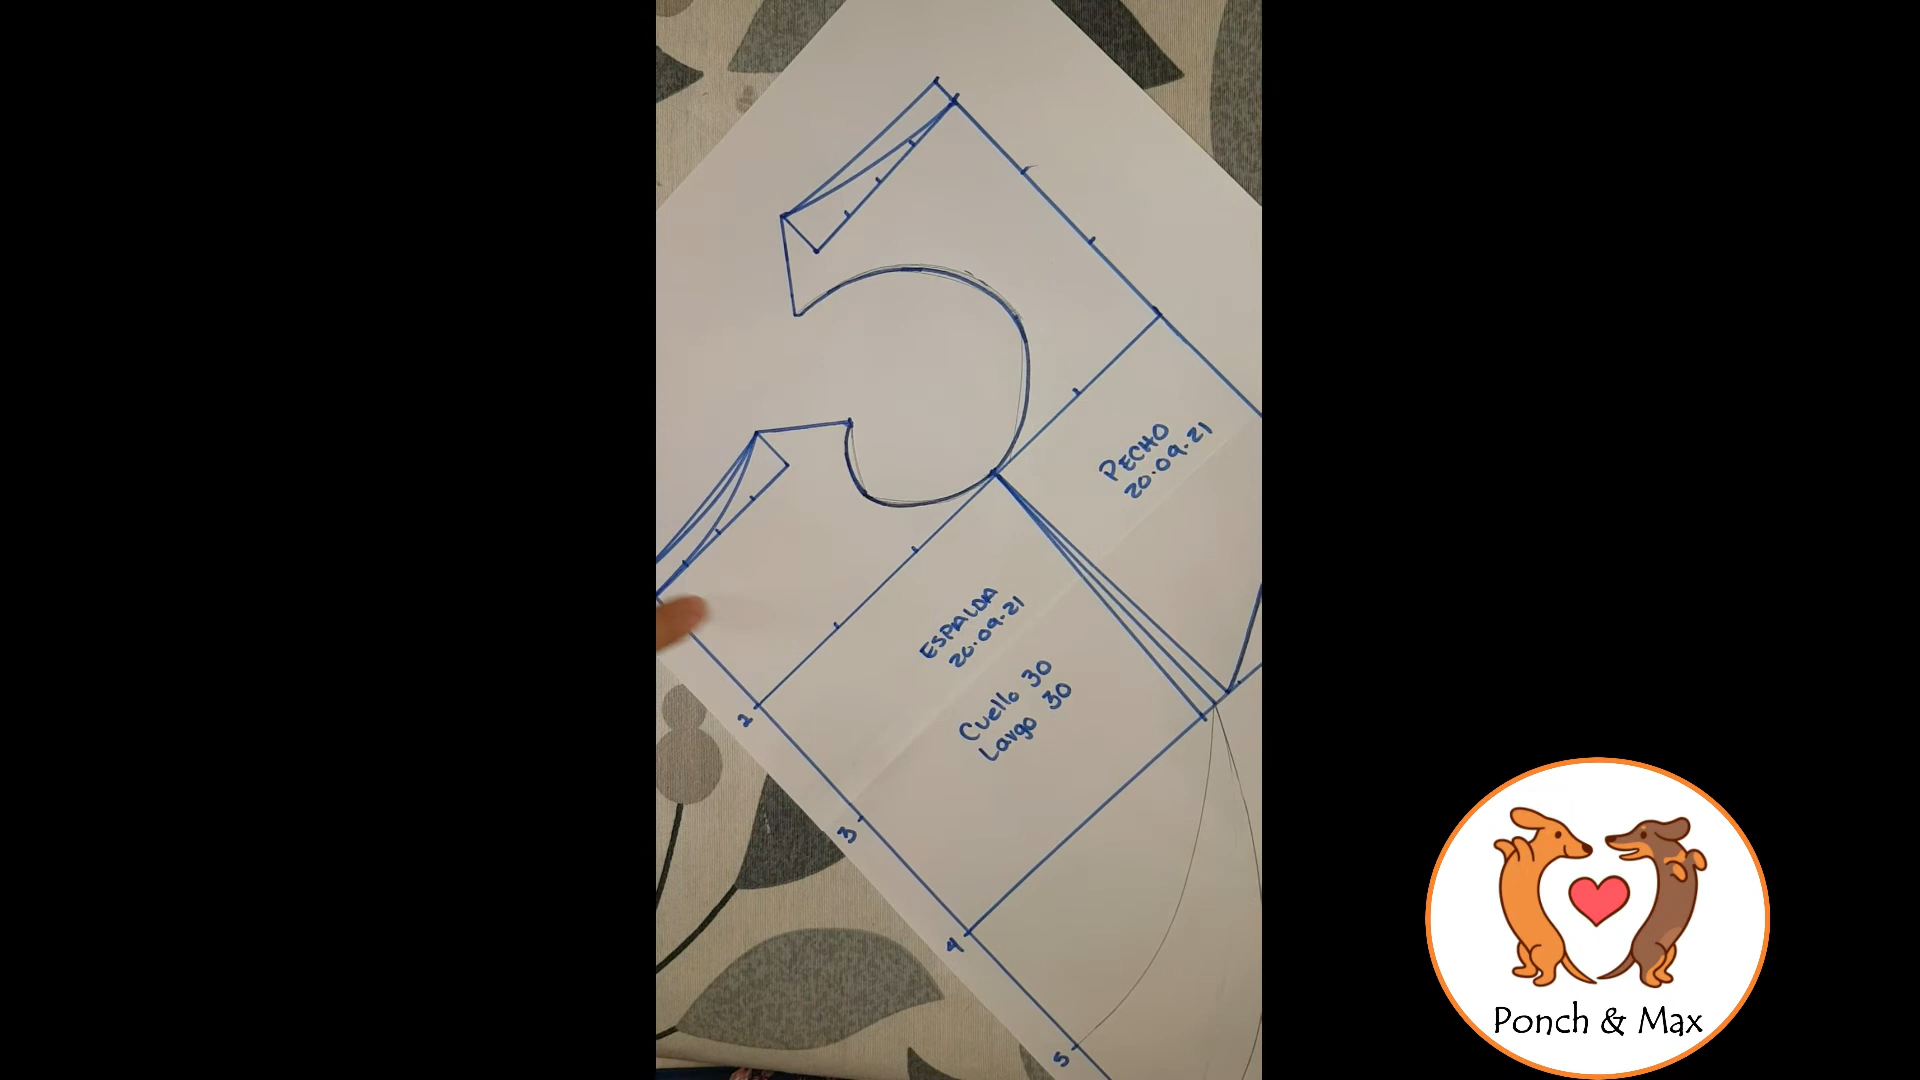 PECHO
20.09.21
ESPALDA
20.09.21
Cuello 30
Largo 30
2
3
4
5
Ponch & Max